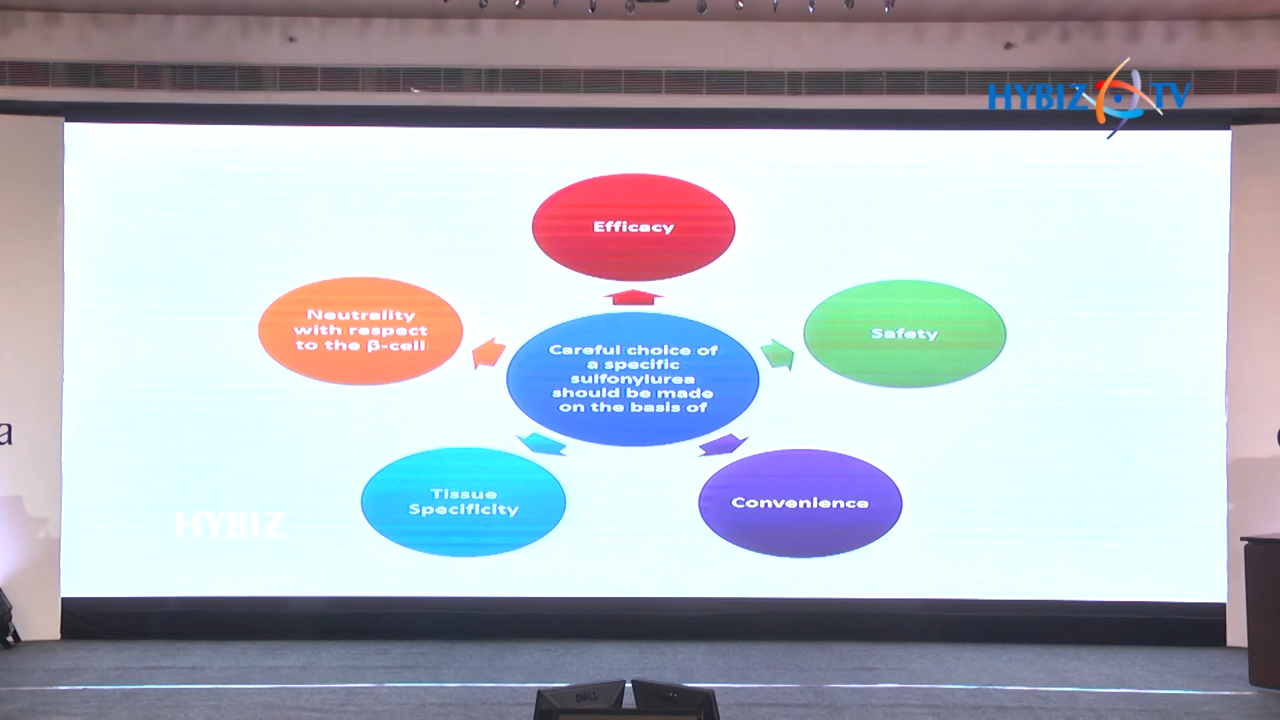 HYBIZ TV
Efficacy
Neutrality
with respect
to the β-cell
Safety
Careful choice of
a specific
sulfonylurea
should be made
on the basis of
Tissue
Specificity
Convenience
HYBIZ
a
DELL